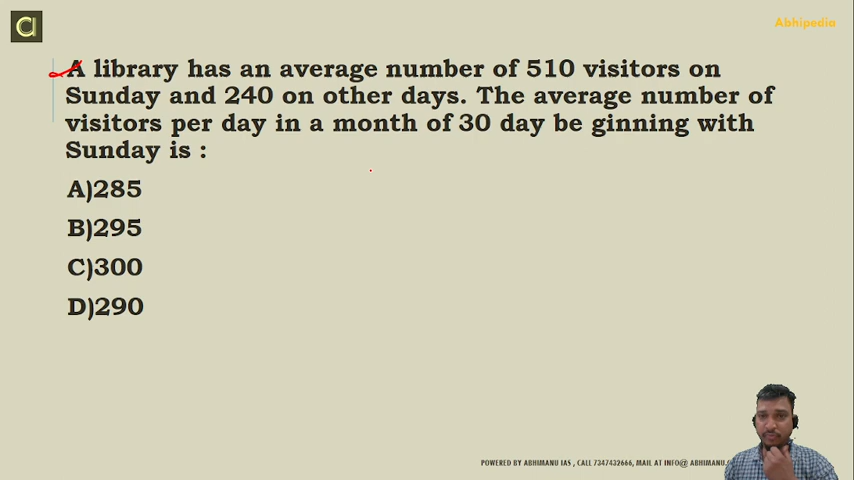 Abhipedia
A library has an average number of 510 visitors on
Sunday and 240 on other days. The average number of
visitors per day in a month of 30 day be ginning with
Sunday is :
A)285
B)295
C)300
D)290
POWERED BY ABHIMANU IAS , CALL 7347432666, MAIL AT INFO@ ABHIMANU.